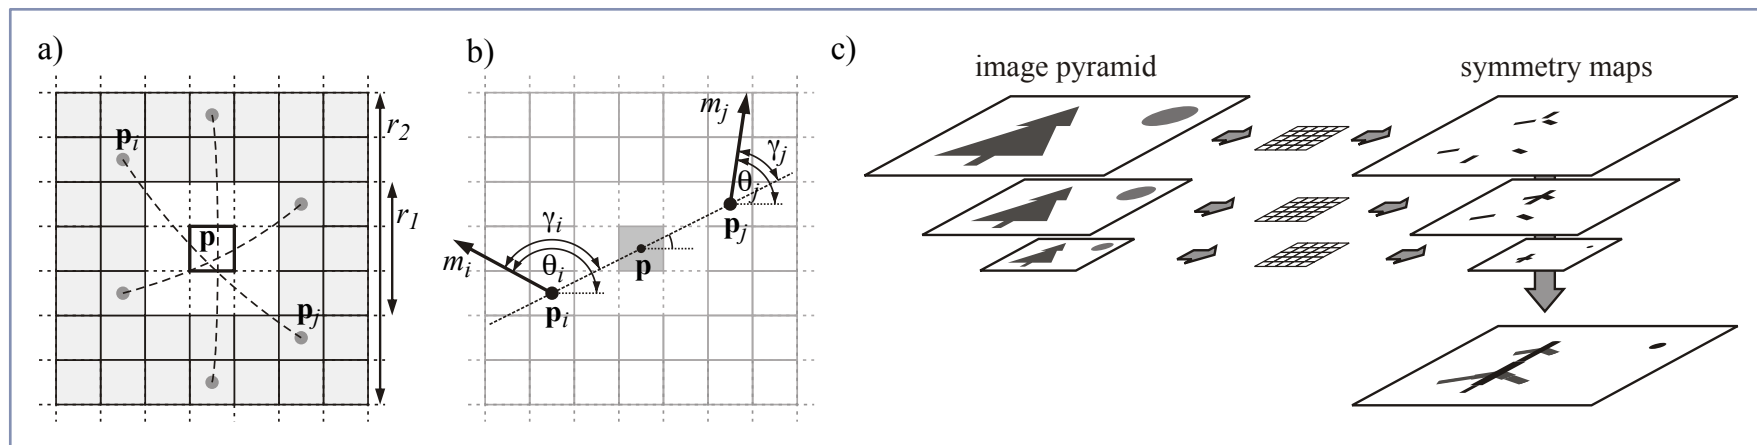 a)
p_i
p
p_j
r_2
r_1
b)
m_j
γ_j
θ_j
p_j
γ_i
m_i
θ_i
p
p_i
c)
image pyramid
symmetry maps